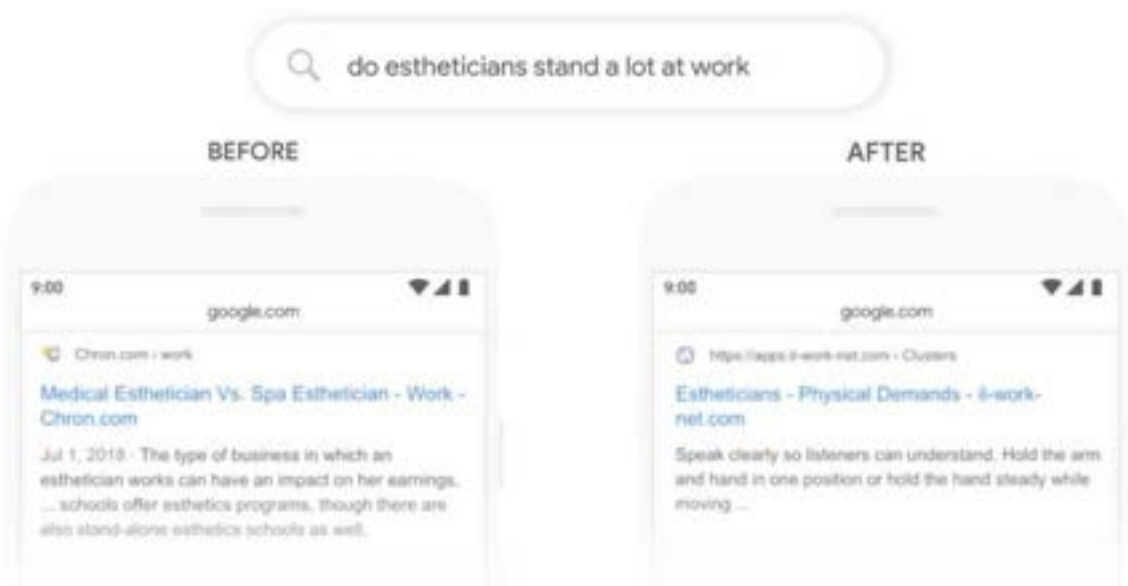 do estheticians stand a lot at work
BEFORE
9:00
google.com
Chron.com › work
Medical Esthetician Vs. Spa Esthetician - Work -
Chron.com
Jul 1, 2018 · The type of business in which an
esthetician works can have an impact on her earnings.
... schools offer esthetics programs, though there are
also stand-alone esthetics schools as well.
AFTER
9:00
google.com
https://apps.il-work-net.com › Clusters
Estheticians - Physical Demands - il-work-
net.com
Speak clearly so listeners can understand. Hold the arm
and hand in one position or hold the hand steady while
moving ...